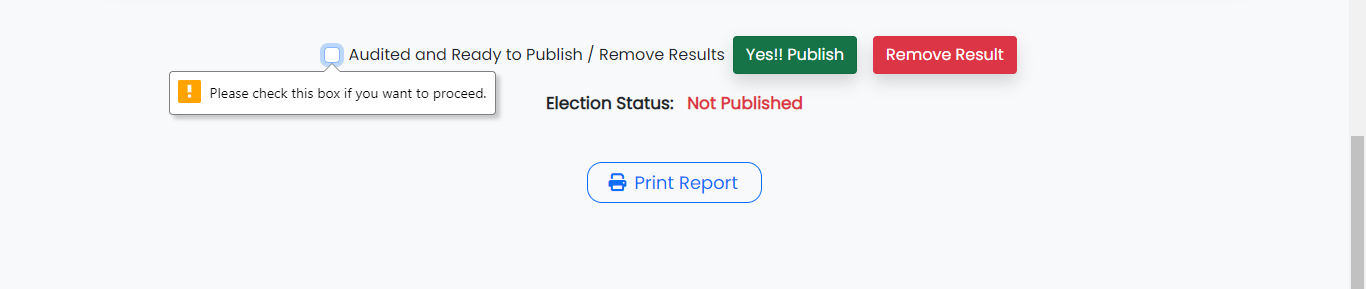 Audited and Ready to Publish / Remove Results Yes!! Publish Remove Result
Please check this box if you want to proceed.
Election Status: Not Published
Print Report